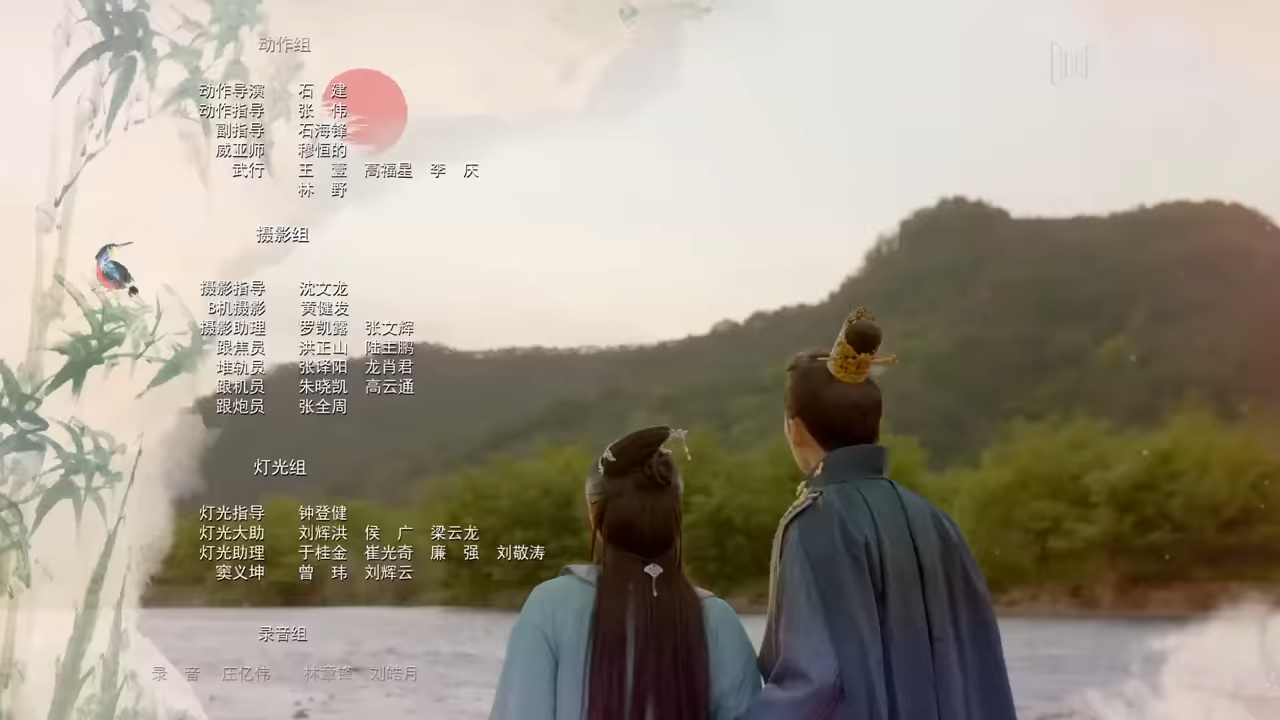 动作组
动作导演 石 建
动作指导 张 伟
副指导 石海锋
威亚师 穆恒的
武行 王 壹 高福星 李 庆
林 野
摄影组
摄影指导 沈文龙
B机摄影 黄健发
摄影助理 罗凯露 张文辉
跟焦员 洪正山 陆主鹏
堆轨员 张译阳 龙肖君
跟机员 朱晓凯 高云通
跟炮员 张全周
灯光组
灯光指导 钟登健
灯光大助 刘辉洪 侯 广 梁云龙
灯光助理 于桂金 崔光奇 廉 强 刘敬涛
窦义坤 曾 玮 刘辉云
录音组
录 音 庄亿伟 林章锋 刘皓月